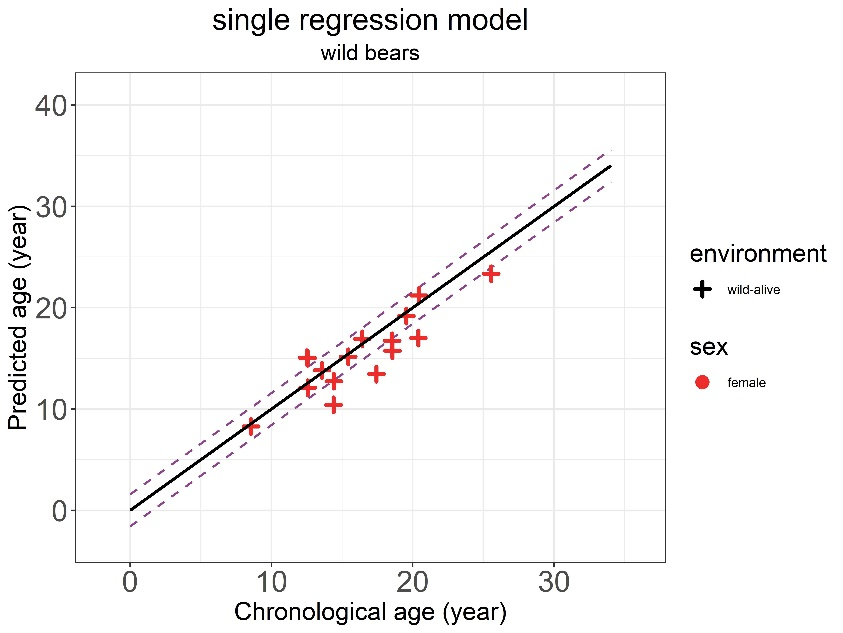 single regression model
wild bears
Predicted age (year)
40
30
20
10
0
0 10 20 30
Chronological age (year)
environment
wild-alive
sex
female